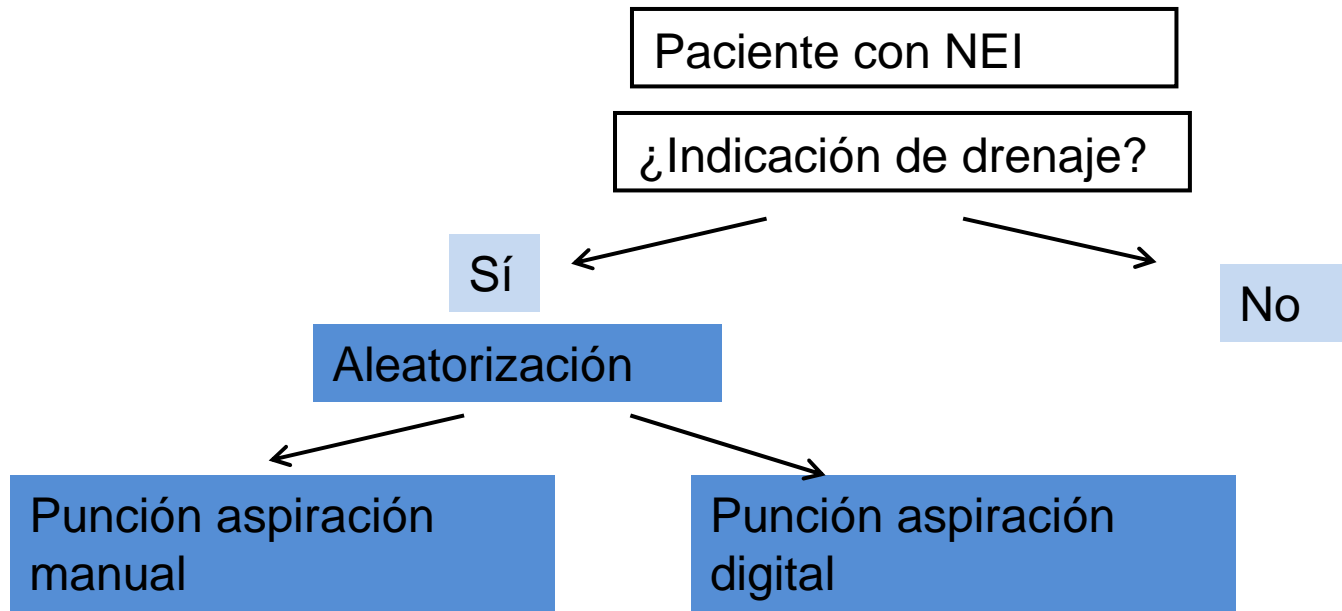 Paciente con NEI
¿Indicación de drenaje?
Sí
No
Aleatorización
Punción aspiración
manual
Punción aspiración
digital